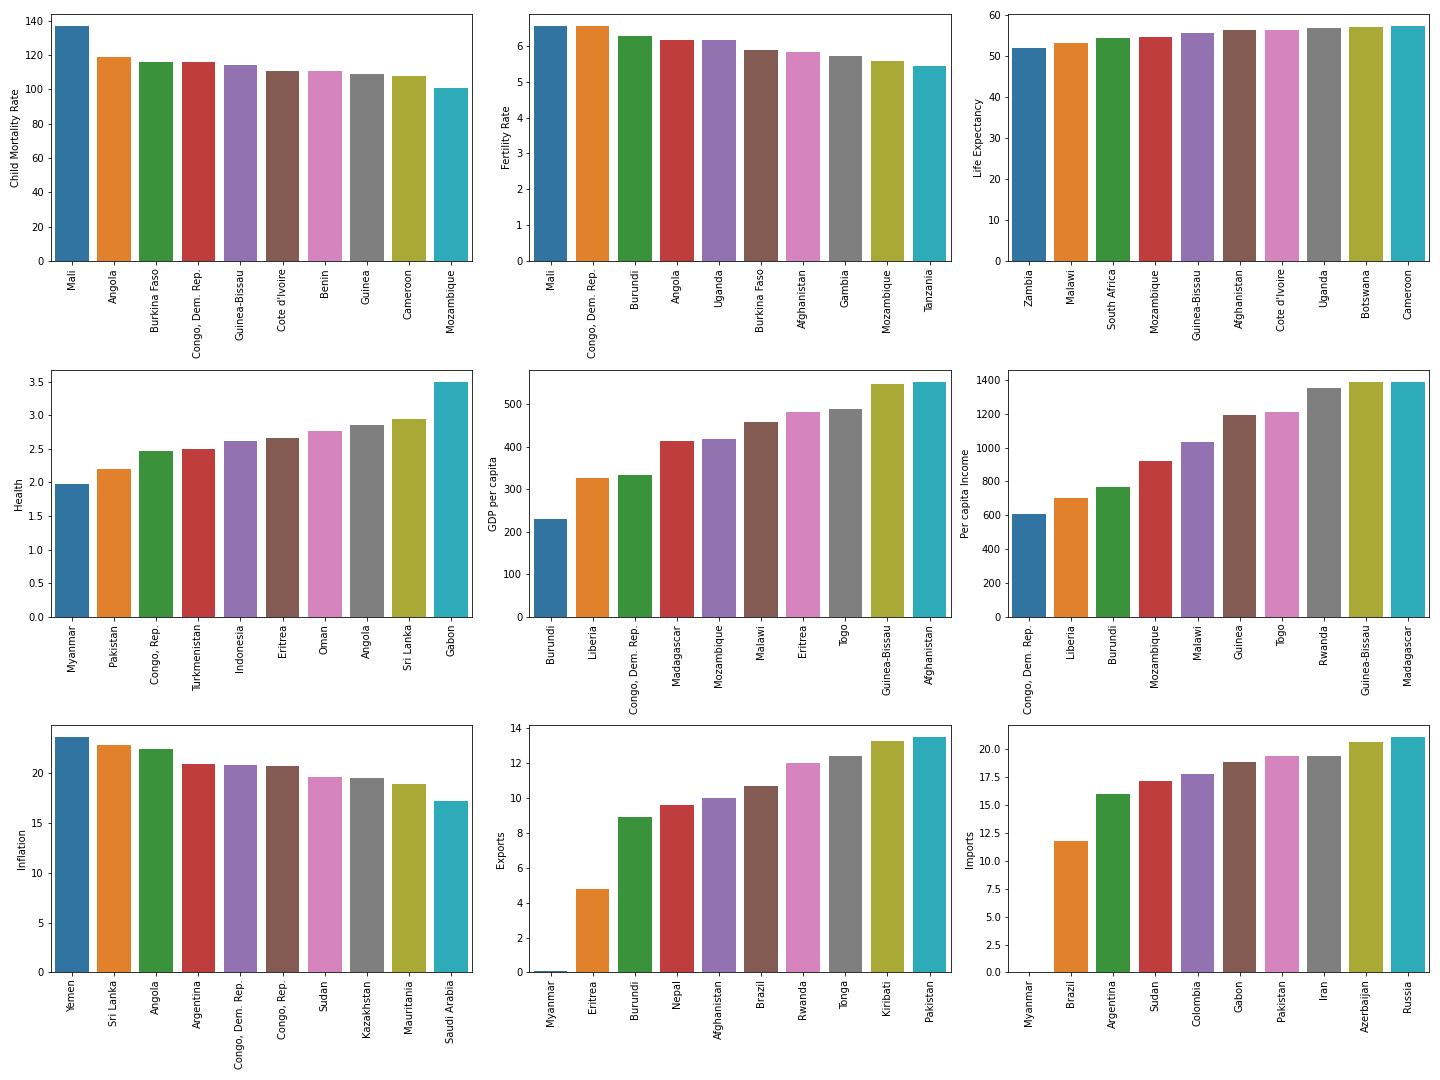 Child Mortality Rate
140
120
100
80
60
40
20
0
Mali
Angola
Burkina Faso
Congo, Dem. Rep.
Guinea-Bissau
Cote d'Ivoire
Benin
Guinea
Cameroon
Mozambique
Fertility Rate
6
5
4
3
2
1
0
Mali
Congo, Dem. Rep.
Burundi
Angola
Uganda
Burkina Faso
Afghanistan
Gambia
Mozambique
Tanzania
Life Expectancy
60
50
40
30
20
10
0
Zambia
Malawi
South Africa
Mozambique
Guinea-Bissau
Afghanistan
Cote d'Ivoire
Uganda
Botswana
Cameroon
Health
3.5
3.0
2.5
2.0
1.5
1.0
0.5
0.0
Myanmar
Pakistan
Congo, Rep.
Turkmenistan
Indonesia
Eritrea
Oman
Angola
Sri Lanka
Gabon
GDP per capita
500
400
300
200
100
0
Burundi
Liberia
Congo, Dem. Rep.
Madagascar
Mozambique
Malawi
Eritrea
Togo
Guinea-Bissau
Afghanistan
Per capita Income
1400
1200
1000
800
600
400
200
0
Congo, Dem. Rep.
Liberia
Burundi
Mozambique
Malawi
Guinea
Togo
Rwanda
Guinea-Bissau
Madagascar
Inflation
20
15
10
5
0
Yemen
Sri Lanka
Angola
Argentina
Congo, Dem. Rep.
Congo, Rep.
Sudan
Kazakhstan
Mauritania
Saudi Arabia
Exports
14
12
10
8
6
4
2
0
Myanmar
Eritrea
Burundi
Nepal
Afghanistan
Brazil
Rwanda
Tonga
Kiribati
Pakistan
Imports
20.0
17.5
15.0
12.5
10.0
7.5
5.0
2.5
0.0
Myanmar
Brazil
Argentina
Sudan
Colombia
Gabon
Pakistan
Iran
Azerbaijan
Russia